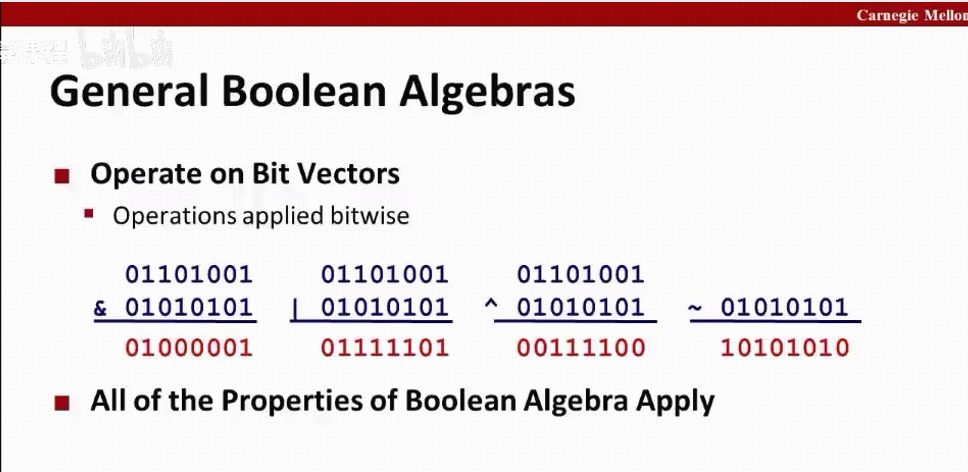 Carnegie Mellon
General Boolean Algebras
■ Operate on Bit Vectors
▪ Operations applied bitwise
01101001 01101001 01101001
& 01010101 | 01010101 ^ 01010101 ~ 01010101
01000001 01111101 00111100 10101010
■ All of the Properties of Boolean Algebra Apply